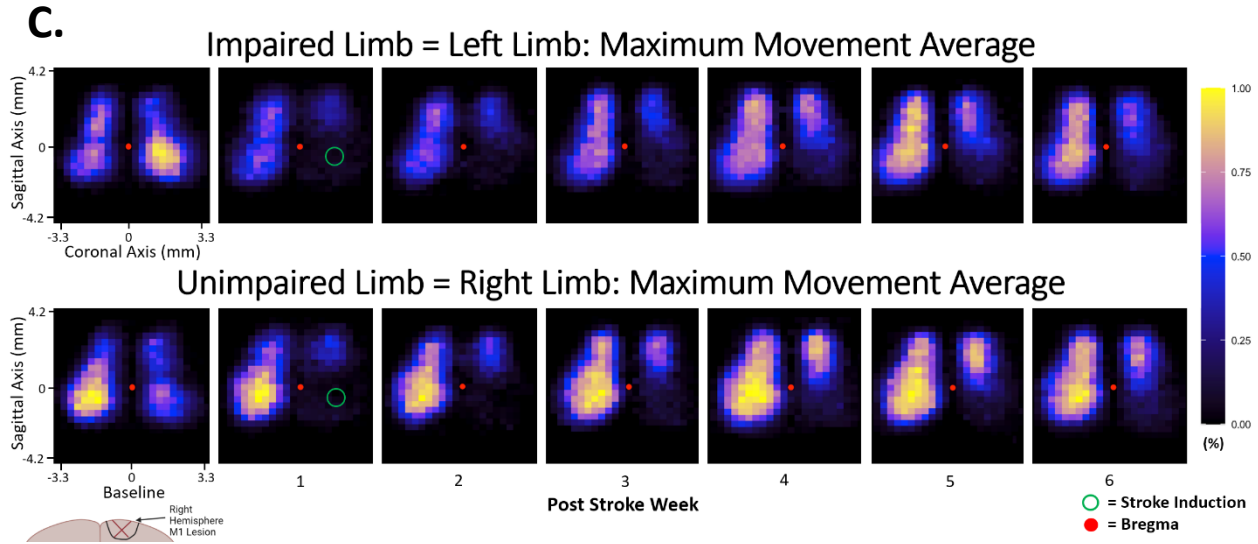 C.
Impaired Limb = Left Limb: Maximum Movement Average
4.2
0
-4.2
Sagittal Axis (mm)
-3.3 0 3.3
Coronal Axis (mm)
1.00
0.75
0.50
0.25
0.00
(%)
Unimpaired Limb = Right Limb: Maximum Movement Average
4.2
0
-4.2
Sagittal Axis (mm)
-3.3 0 3.3
Baseline 1 2 3 4 5 6
Post Stroke Week
= Stroke Induction
= Bregma
Right
Hemisphere
M1 Lesion